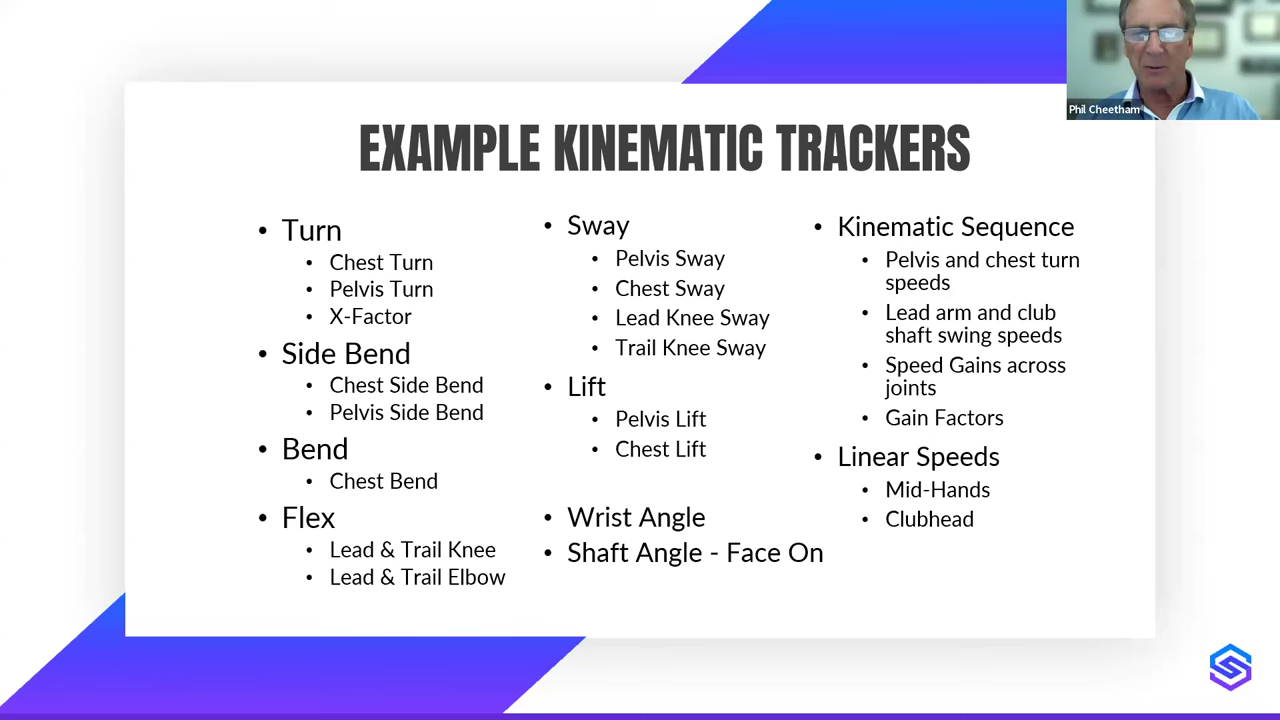 Phil Cheetham
EXAMPLE KINEMATIC TRACKERS
• Turn
• Chest Turn
• Pelvis Turn
• X-Factor
• Side Bend
• Chest Side Bend
• Pelvis Side Bend
• Bend
• Chest Bend
• Flex
• Lead & Trail Knee
• Lead & Trail Elbow
• Sway
• Pelvis Sway
• Chest Sway
• Lead Knee Sway
• Trail Knee Sway
• Lift
• Pelvis Lift
• Chest Lift
• Wrist Angle
• Shaft Angle - Face On
• Kinematic Sequence
• Pelvis and chest turn
speeds
• Lead arm and club
shaft swing speeds
• Speed Gains across
joints
• Gain Factors
• Linear Speeds
• Mid-Hands
• Clubhead